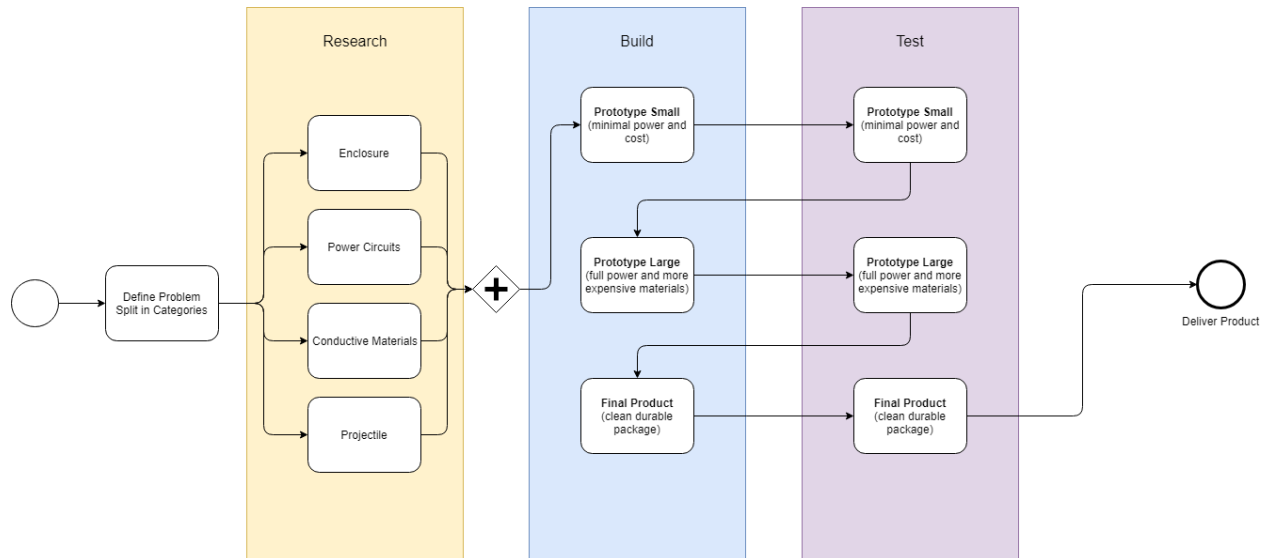 Research
Build
Test
Define Problem
Split in Categories
Enclosure
Power Circuits
Conductive Materials
Projectile
Prototype Small
(minimal power and
cost)
Prototype Small
(minimal power and
cost)
Prototype Large
(full power and more
expensive materials)
Prototype Large
(full power and more
expensive materials)
Final Product
(clean durable
package)
Final Product
(clean durable
package)
Deliver Product